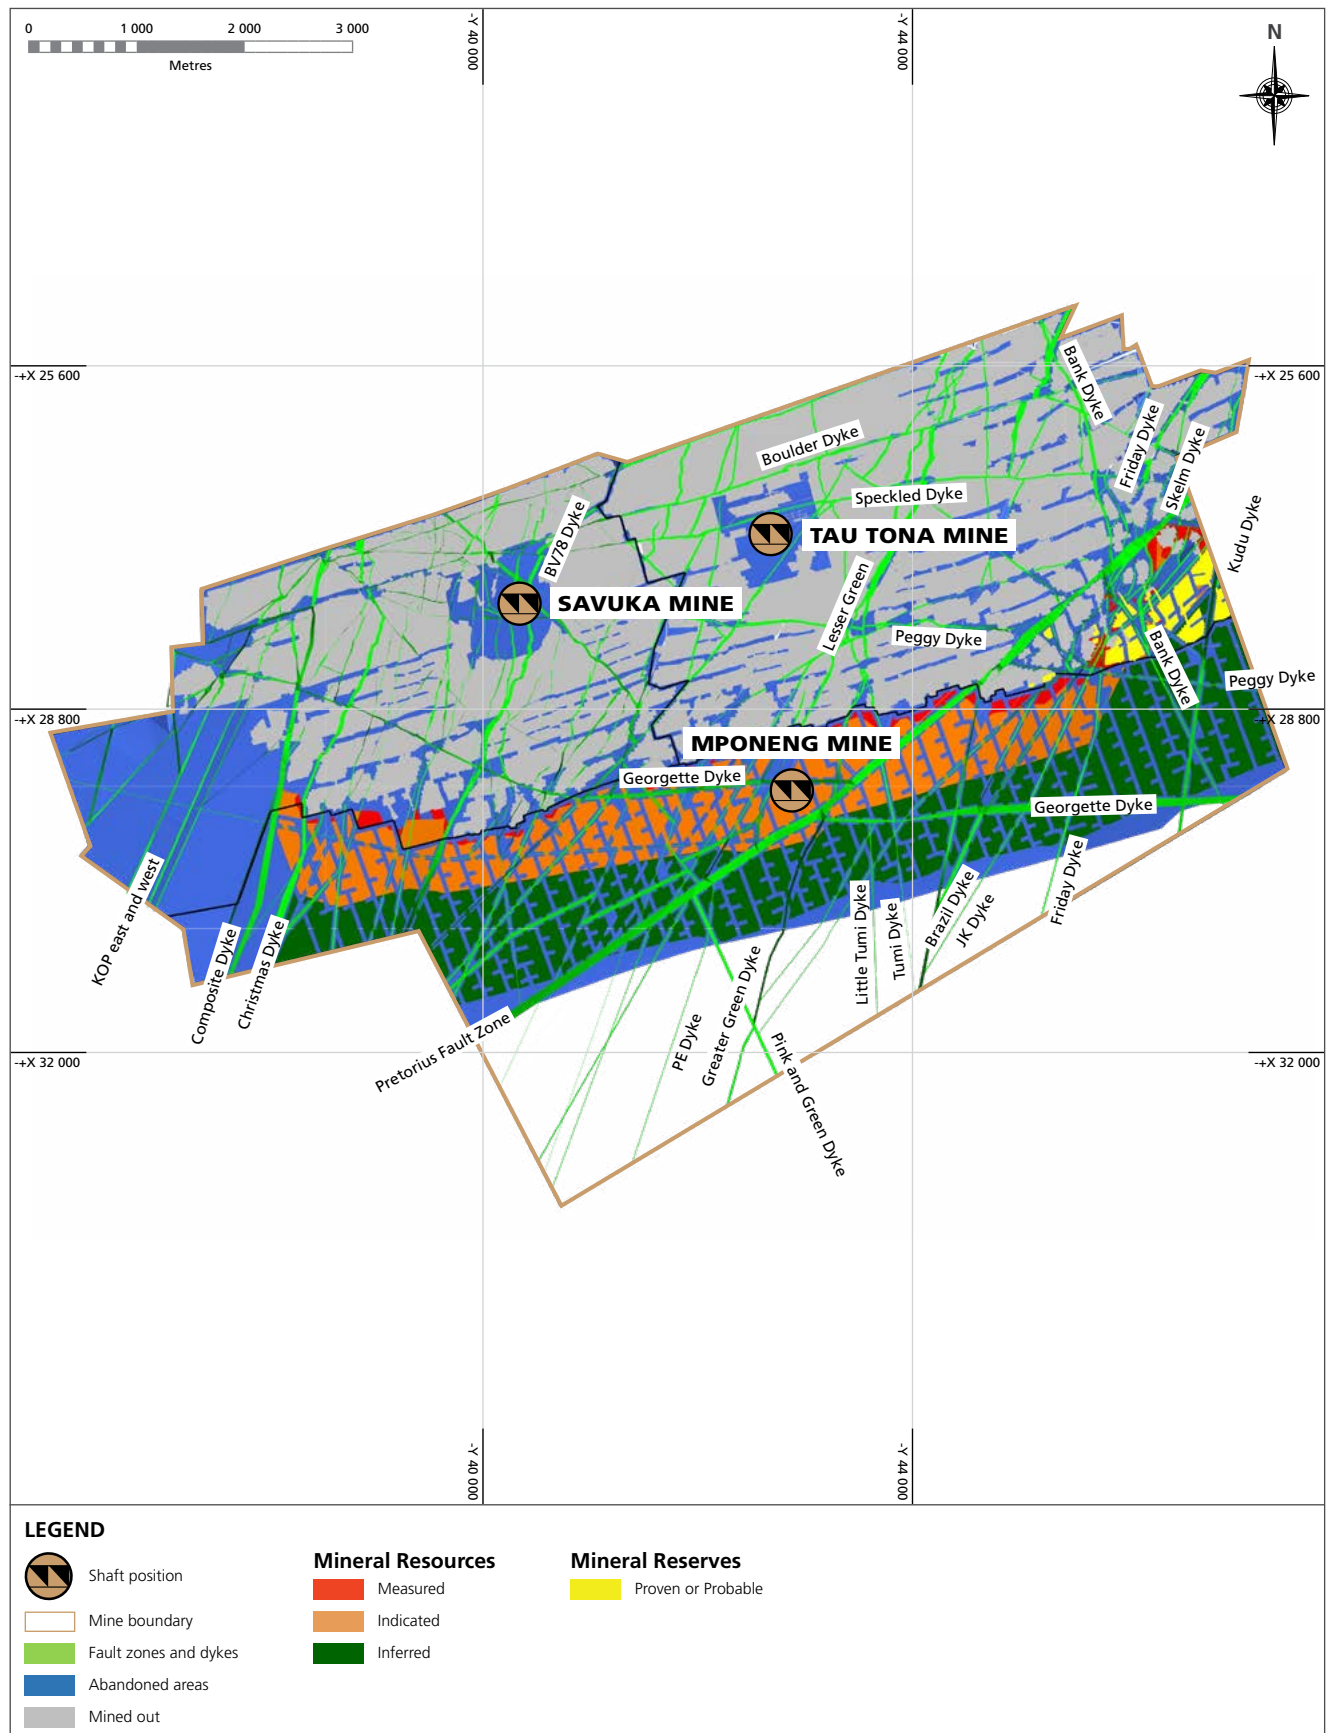 0 1 000 2 000 3 000
Metres
-Y 40 000
-Y 44 000
N
-+X 25 600
-+X 25 600
Bank Dyke
Friday Dyke
Boulder Dyke
Skelm Dyke
Speckled Dyke
Kudu Dyke
BV78 Dyke
TAU TONA MINE
Lesser Green
SAVUKA MINE
Peggy Dyke
Bank Dyke
Peggy Dyke
-+X 28 800
-+X 28 800
MPONENG MINE
Georgette Dyke
Georgette Dyke
KOP east and west
Composite Dyke
Christmas Dyke
Friday Dyke
Brazil Dyke
JK Dyke
Little Tumi Dyke
Tumi Dyke
Greater Green Dyke
PE Dyke
Pretorius Fault Zone
Pink and Green Dyke
-+X 32 000
-+X 32 000
-Y 40 000
-Y 44 000
LEGEND
Shaft position
Mine boundary
Fault zones and dykes
Abandoned areas
Mined out
Mineral Resources
Measured
Indicated
Inferred
Mineral Reserves
Proven or Probable